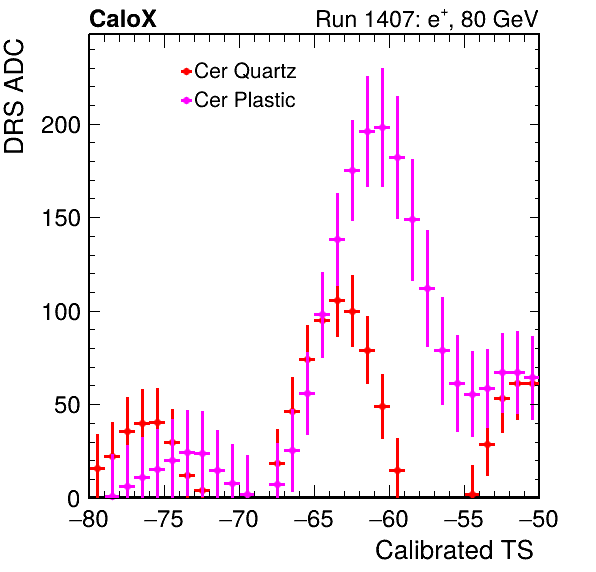 CaloX Run 1407: e⁺, 80 GeV
DRS ADC
Cer Quartz
Cer Plastic
200
150
100
50
0
−80 −75 −70 −65 −60 −55 −50
Calibrated TS